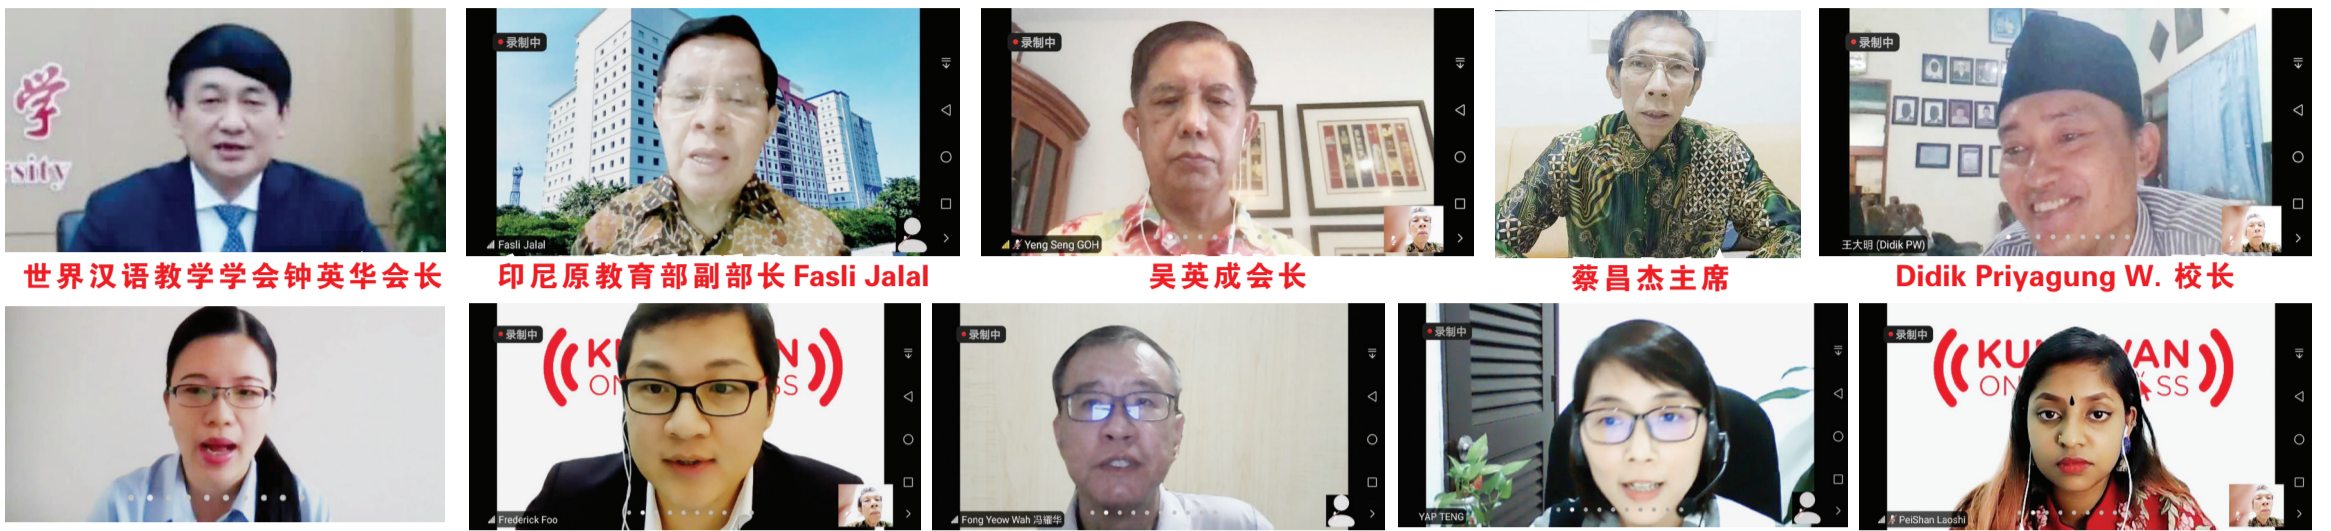 学
sity
录制中
Fasli Jalal
录制中
Yeng Seng GOH
录制中
王大明 (Didik PW)
世界汉语教学学会钟英华会长
印尼原教育部副部长 Fasli Jalal
吴英成会长
蔡昌杰主席
Didik Priyagung W. 校长
录制中
Frederick Foo
录制中
Fong Yeow Wah 冯耀华
录制中
YAP TENG
录制中
PeiShan Laoshi